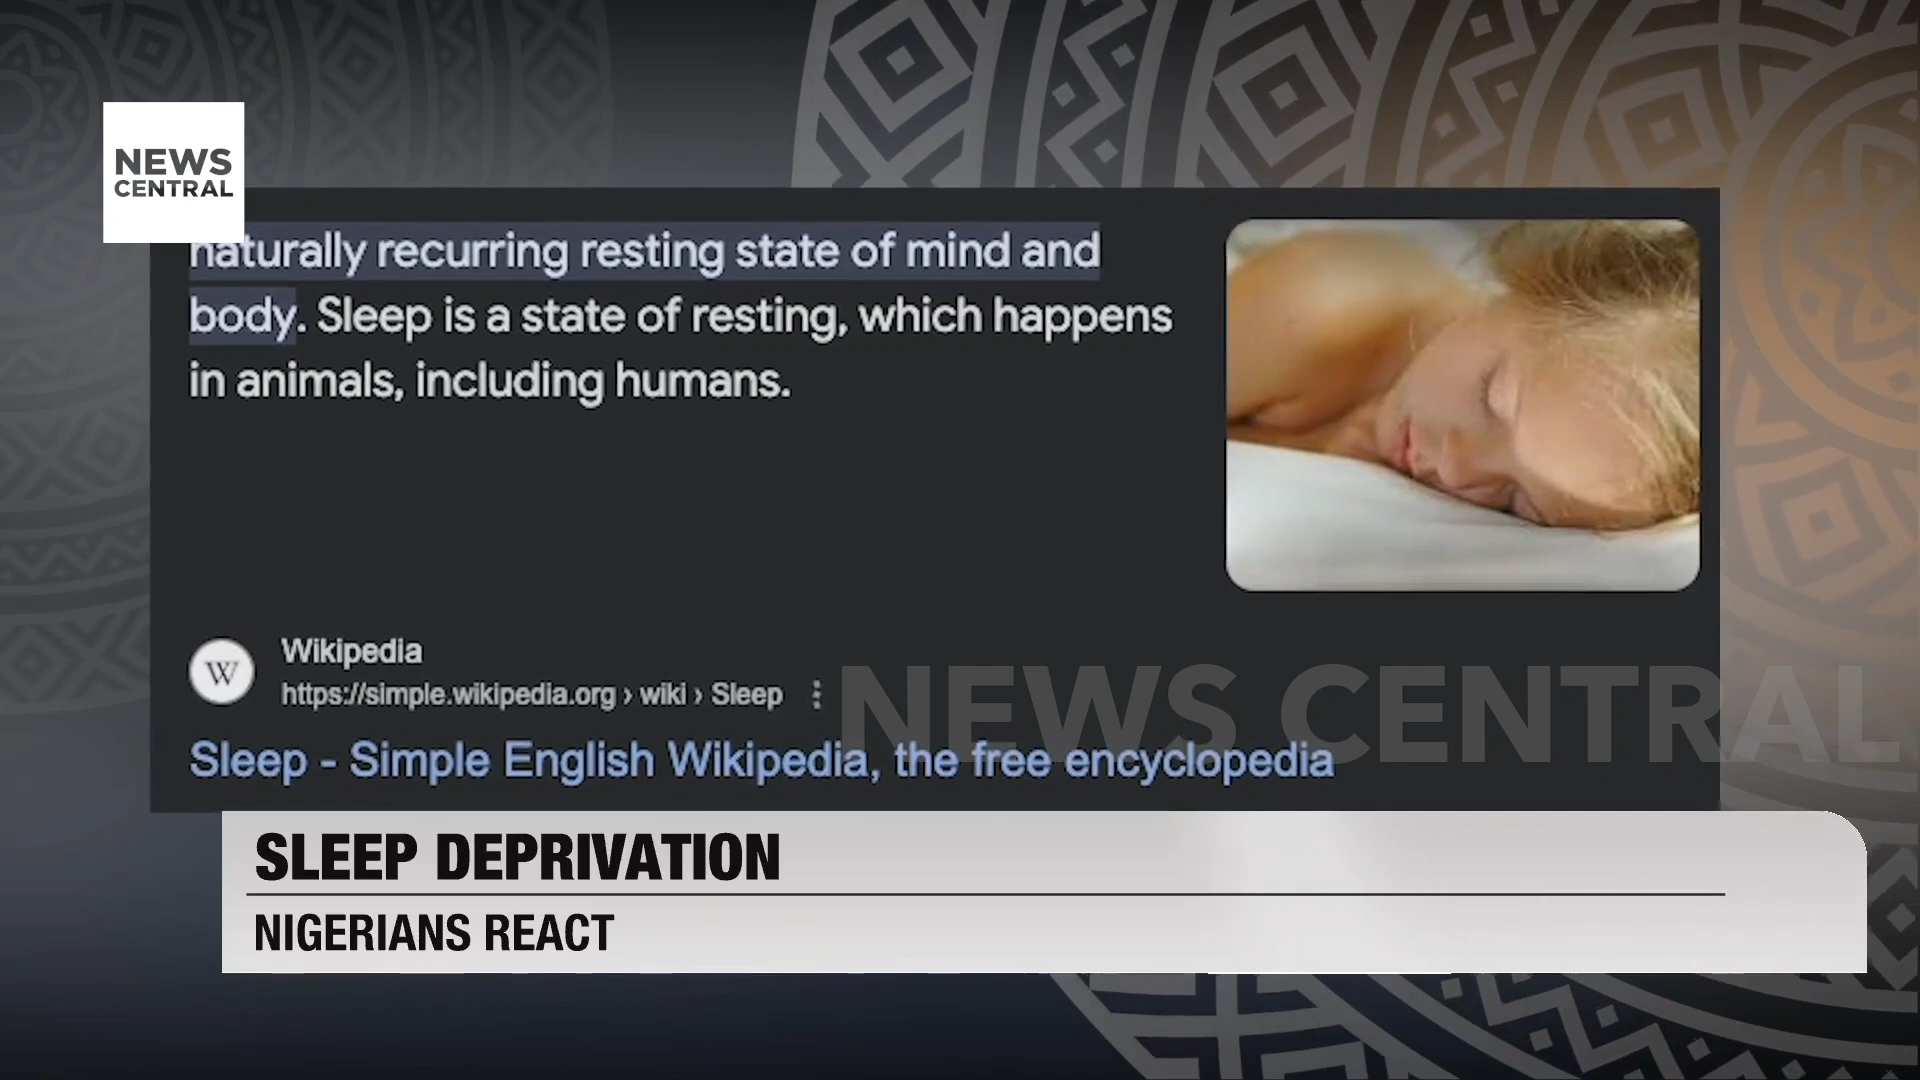 NEWS
CENTRAL
naturally recurring resting state of mind and
body. Sleep is a state of resting, which happens
in animals, including humans.
W
Wikipedia
https://simple.wikipedia.org › wiki › Sleep
NEWS CENTRAL
Sleep - Simple English Wikipedia, the free encyclopedia
SLEEP DEPRIVATION
NIGERIANS REACT